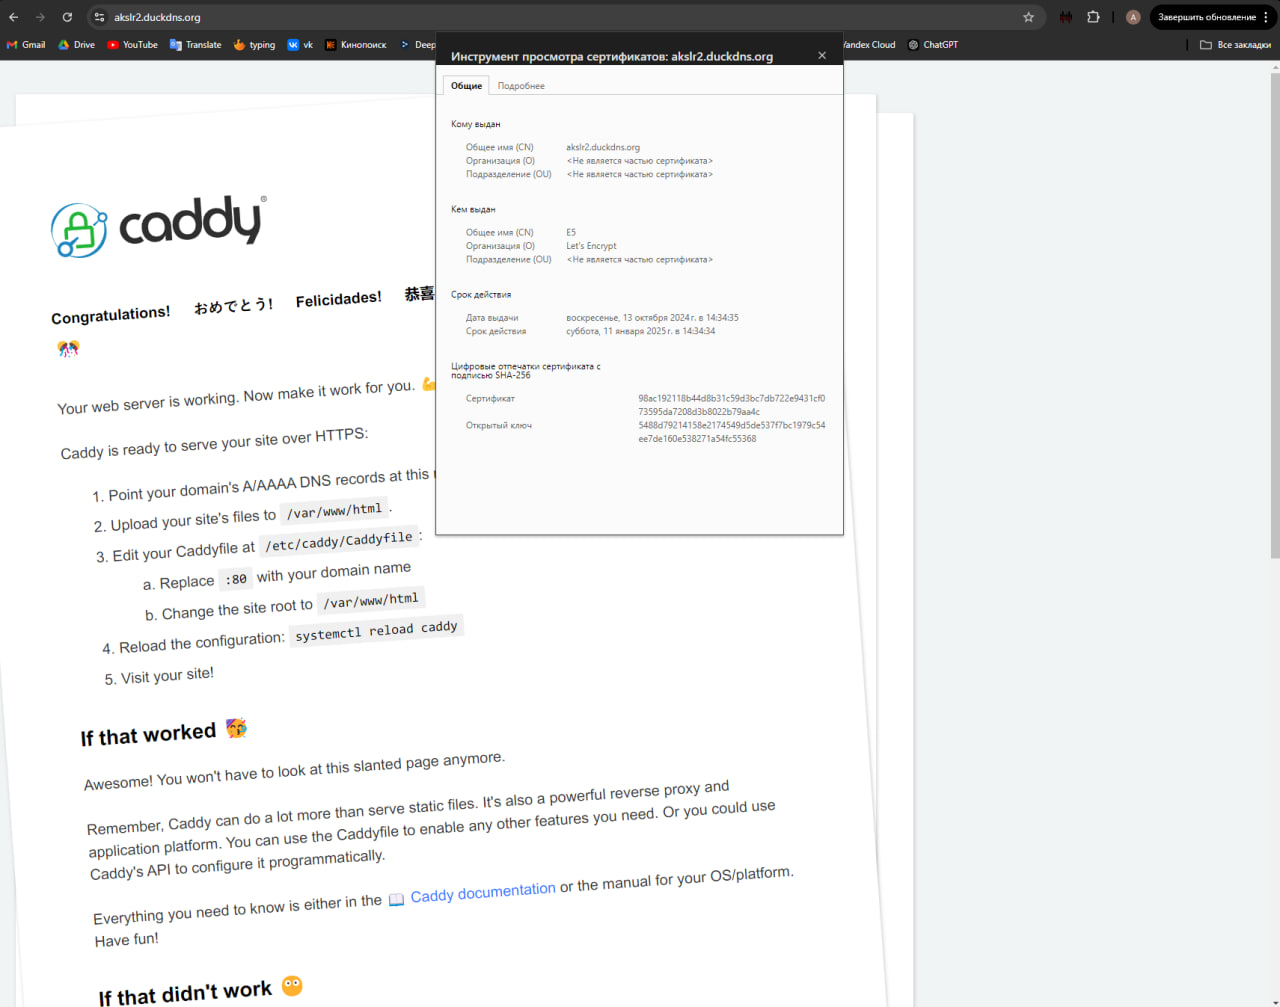 akslr2.duckdns.org
Завершить обновление
Gmail Drive YouTube Translate typing vk Кинопоиск Deep
Yandex Cloud ChatGPT Все закладки
Инструмент просмотра сертификатов: akslr2.duckdns.org
Общие Подробнее
Кому выдан
Общее имя (CN) akslr2.duckdns.org
Организация (O) <Не является частью сертификата>
Подразделение (OU) <Не является частью сертификата>
Кем выдан
Общее имя (CN) E5
Организация (O) Let's Encrypt
Подразделение (OU) <Не является частью сертификата>
Срок действия
Дата выдачи воскресенье, 13 октября 2024 г. в 14:34:35
Срок действия суббота, 11 января 2025 г. в 14:34:34
Цифровые отпечатки сертификата с
подписью SHA-256
Сертификат 98ac192118b44d8b31c59d3bc7db722e9431cf0
73595da7208d3b8022b79aa4c
Открытый ключ 5488d79214158e2174549d5de537f7bc1979c54
ee7de160e538271a54fc55368
caddy®
Congratulations! おめでとう! Felicidades! 恭喜
Your web server is working. Now make it work for you.
Caddy is ready to serve your site over HTTPS:
1. Point your domain's A/AAAA DNS records at this
2. Upload your site's files to /var/www/html .
3. Edit your Caddyfile at /etc/caddy/Caddyfile :
a. Replace :80 with your domain name
b. Change the site root to /var/www/html
4. Reload the configuration: systemctl reload caddy
5. Visit your site!
If that worked
Awesome! You won't have to look at this slanted page anymore.
Remember, Caddy can do a lot more than serve static files. It's also a powerful reverse proxy and
application platform. You can use the Caddyfile to enable any other features you need. Or you could use
Caddy's API to configure it programmatically.
Everything you need to know is either in the Caddy documentation or the manual for your OS/platform.
Have fun!
If that didn't work